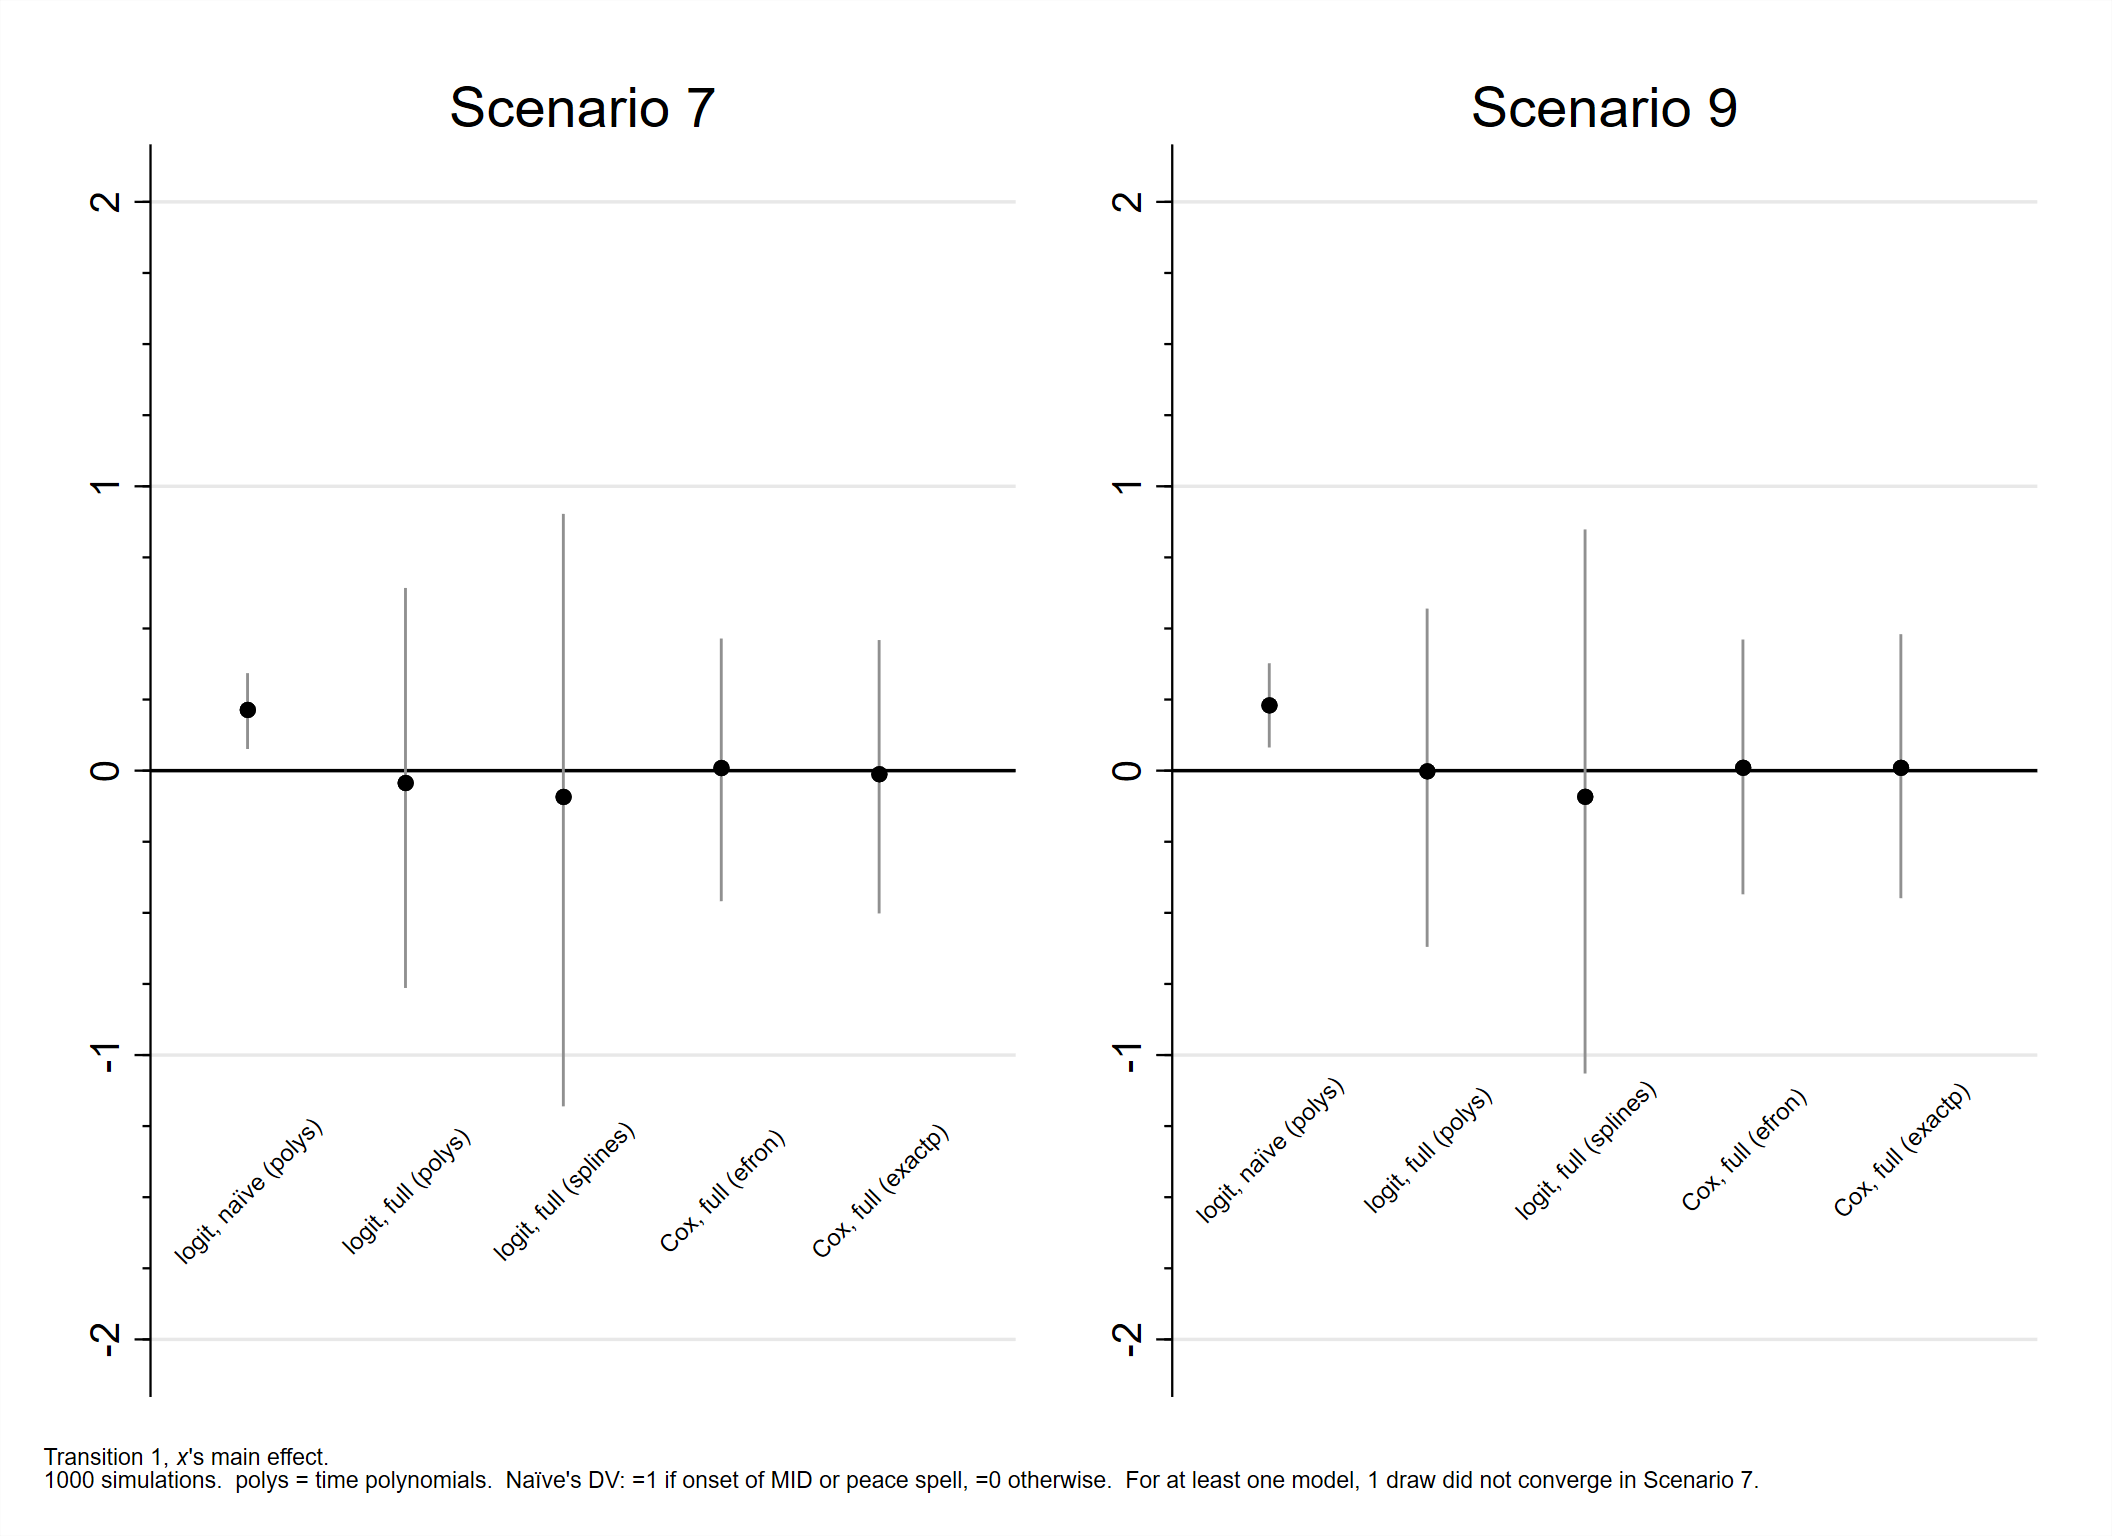 Scenario 7
2
1
0
-1
-2
logit, naïve (polys)
logit, full (polys)
logit, full (splines)
Cox, full (efron)
Cox, full (exactp)
Scenario 9
2
1
0
-1
-2
logit, naïve (polys)
logit, full (polys)
logit, full (splines)
Cox, full (efron)
Cox, full (exactp)
Transition 1, x's main effect.
1000 simulations.  polys = time polynomials.  Naïve's DV: =1 if onset of MID or peace spell, =0 otherwise.  For at least one model, 1 draw did not converge in Scenario 7.